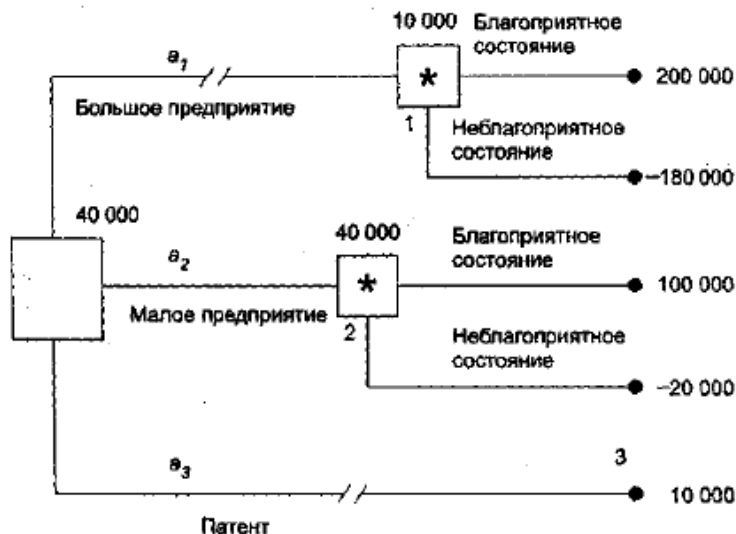 10 000
Благоприятное
состояние
a1
*
200 000
Большое предприятие
1
Неблагоприятное
состояние
-180 000
40 000
40 000
Благоприятное
состояние
a2
*
100 000
Малое предприятие
2
Неблагоприятное
состояние
-20 000
a3
3
10 000
Патент